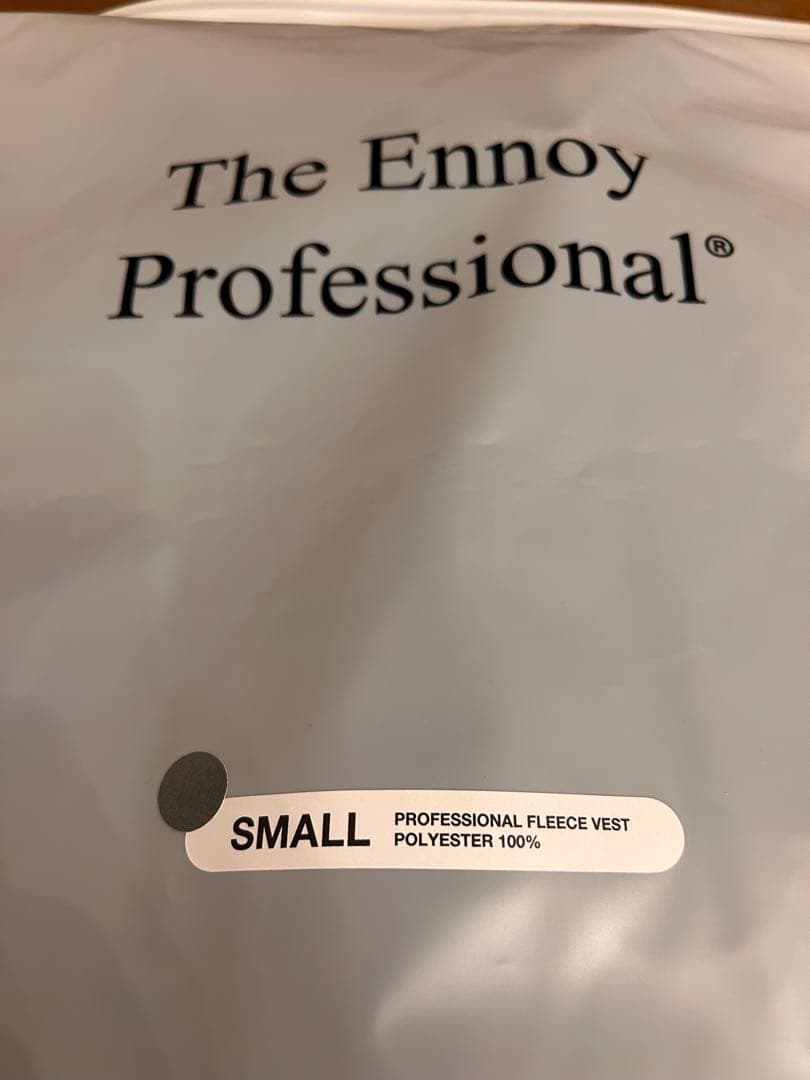 The Ennoy
Professional®
SMALL
PROFESSIONAL FLEECE VEST
POLYESTER 100%